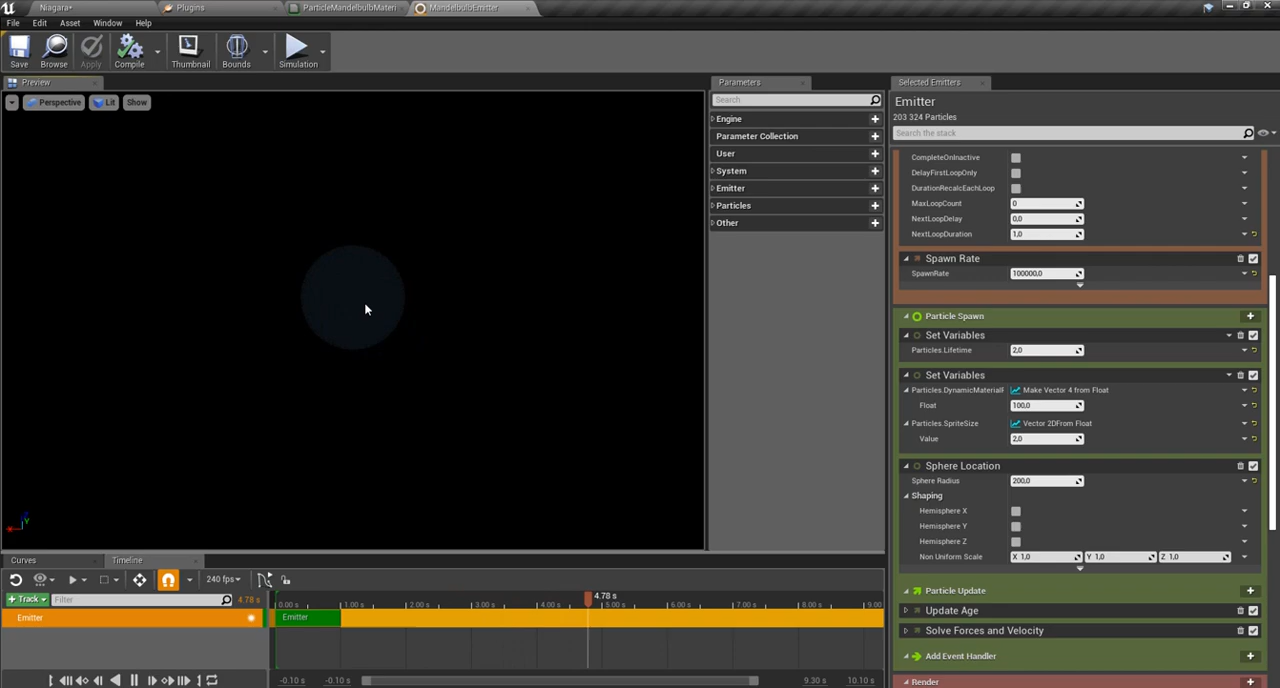 Niagara•
Plugins
ParticleMandelbulbMateri
MandelbulbEmitter
File Edit Asset Window Help
Save Browse Apply Compile Thumbnail Bounds Simulation
Preview
Perspective Lit Show
Parameters
Search
Engine
Parameter Collection
User
System
Emitter
Particles
Other
Selected Emitters
Emitter
203 324 Particles
Search the stack
CompleteOnInactive
DelayFirstLoopOnly
DurationRecalcEachLoop
MaxLoopCount 0
NextLoopDelay 0,0
NextLoopDuration 1,0
Spawn Rate
SpawnRate 100000,0
Particle Spawn
Set Variables
Particles.Lifetime 2,0
Set Variables
Particles.DynamicMaterialF Make Vector 4 from Float
Float 100,0
Particles.SpriteSize Vector 2DFrom Float
Value 2,0
Sphere Location
Sphere Radius 200,0
Shaping
Hemisphere X
Hemisphere Y
Hemisphere Z
Non Uniform Scale X 1,0 Y 1,0 Z 1,0
Particle Update
Update Age
Solve Forces and Velocity
Add Event Handler
Render
Y
Curves Timeline
240 fps
Track Filter 4.78 s
4.78 s
0.00 s 1.00 s 2.00 s 3.00 s 4.00 s 5.00 s 6.00 s 7.00 s 8.00 s 9.00
Emitter Emitter
-0.10 s -0.10 s 9.30 s 10.10 s